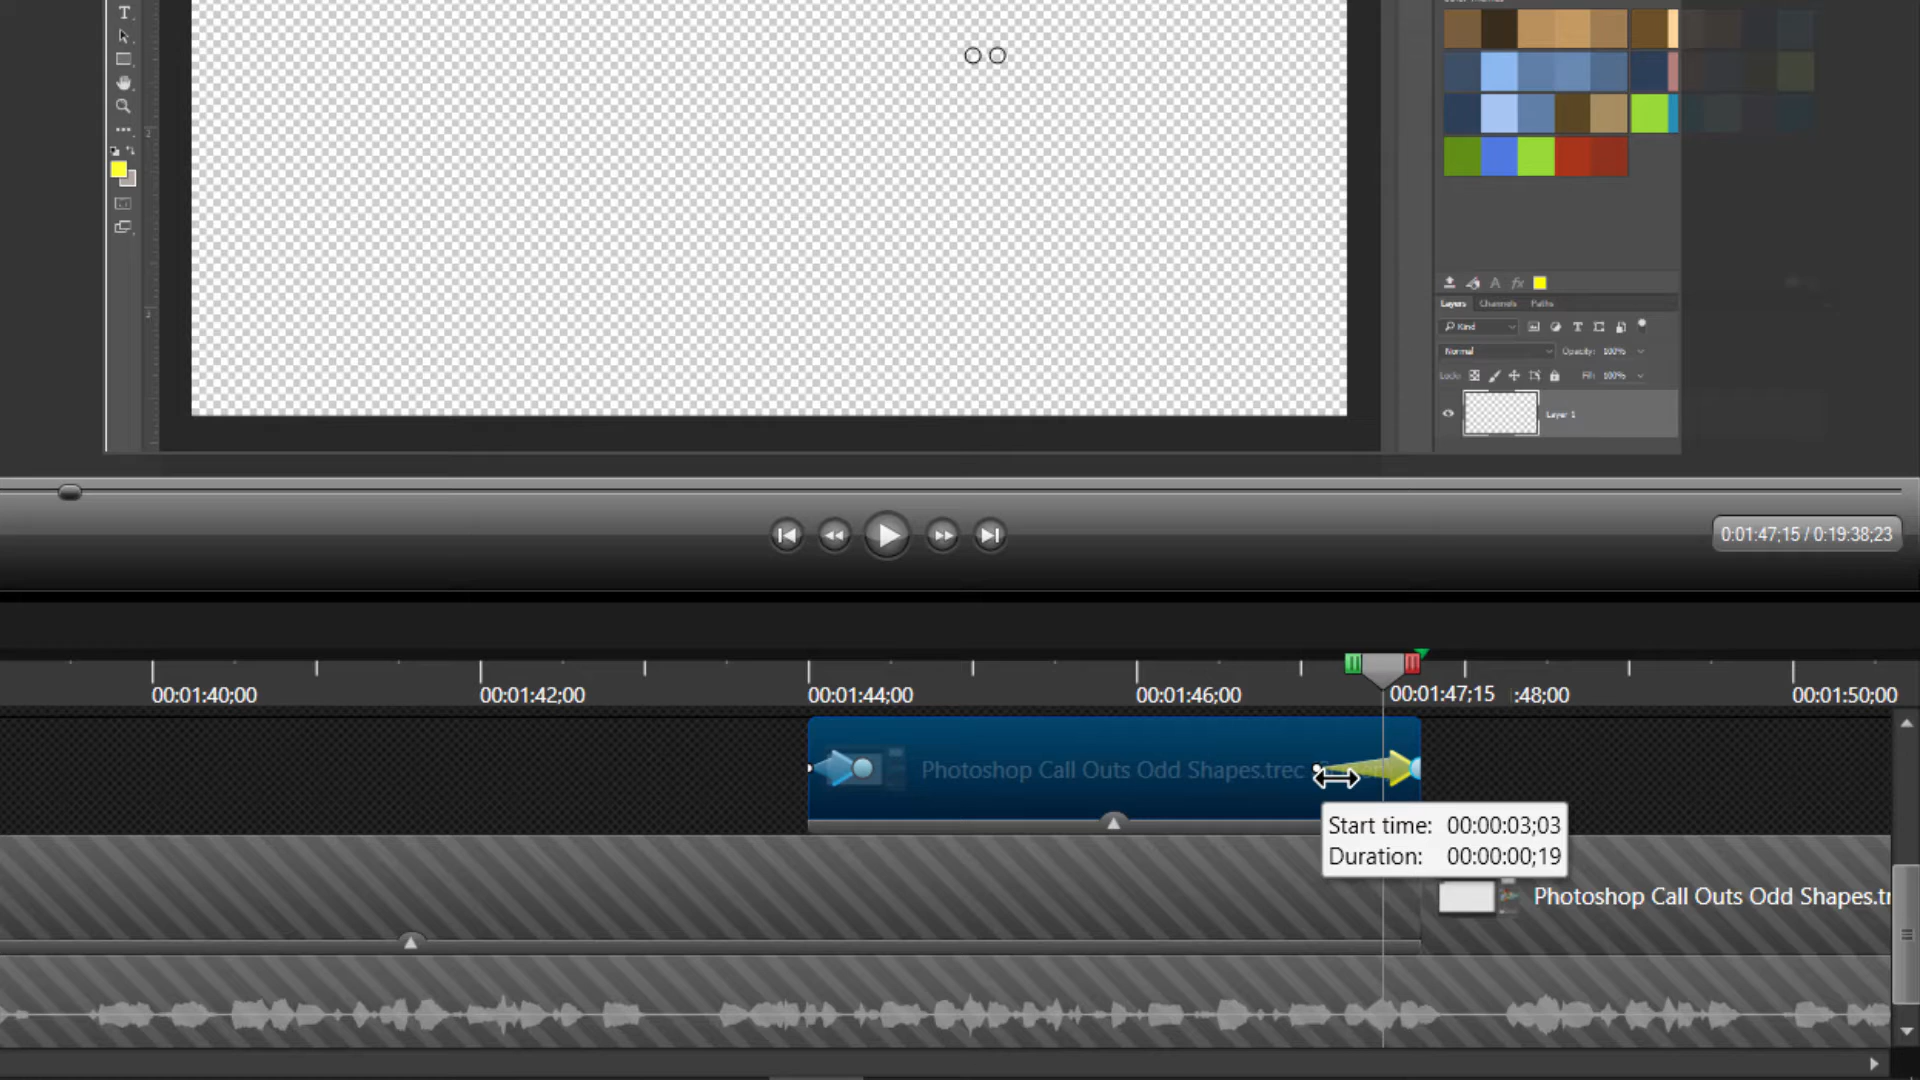 T
2
3
A fx
Layers Channels Paths
Kind
T
Normal Opacity: 100%
Lock: Fill: 100%
Layer 1
0:01:47;15 / 0:19:38;23
00:01:40;00 00:01:42;00 00:01:44;00 00:01:46;00 00:01:47;15 :48;00 00:01:50;00
Photoshop Call Outs Odd Shapes.trec
Start time: 00:00:03;03
Duration: 00:00:00;19
Photoshop Call Outs Odd Shapes.tr